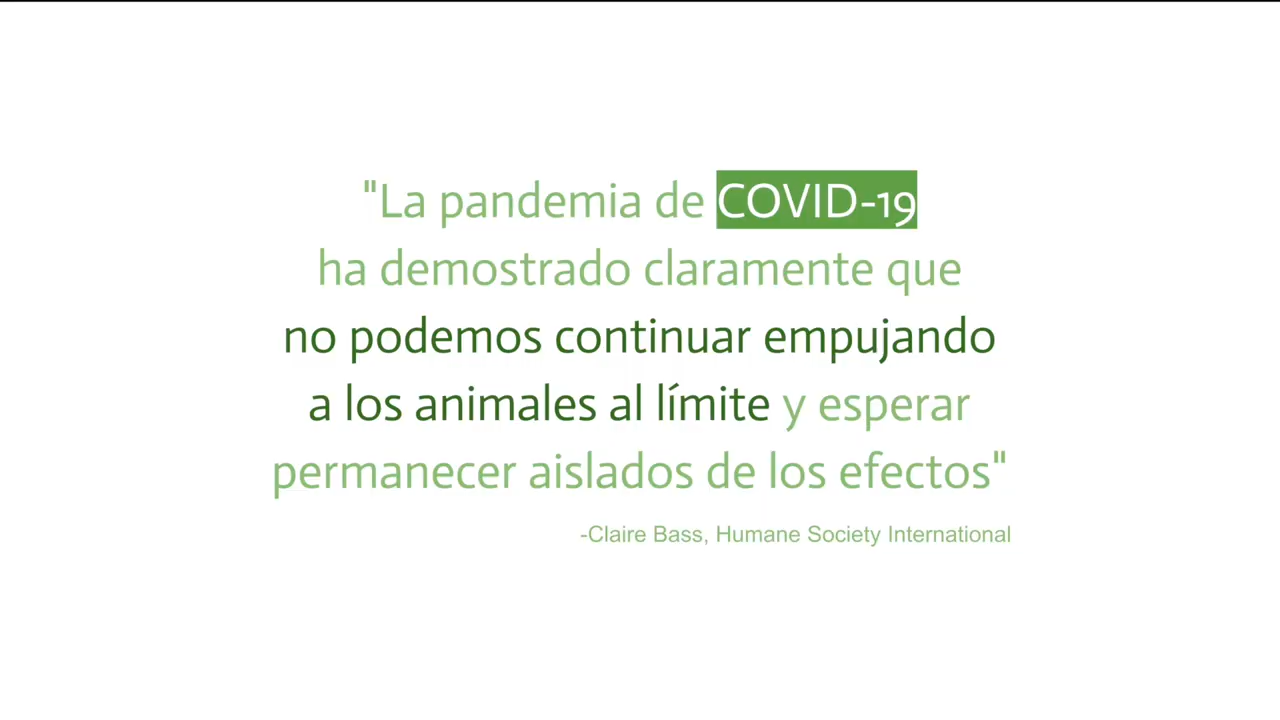 "La pandemia de COVID-19
ha demostrado claramente que
no podemos continuar empujando
a los animales al límite y esperar
permanecer aislados de los efectos"
-Claire Bass, Humane Society International